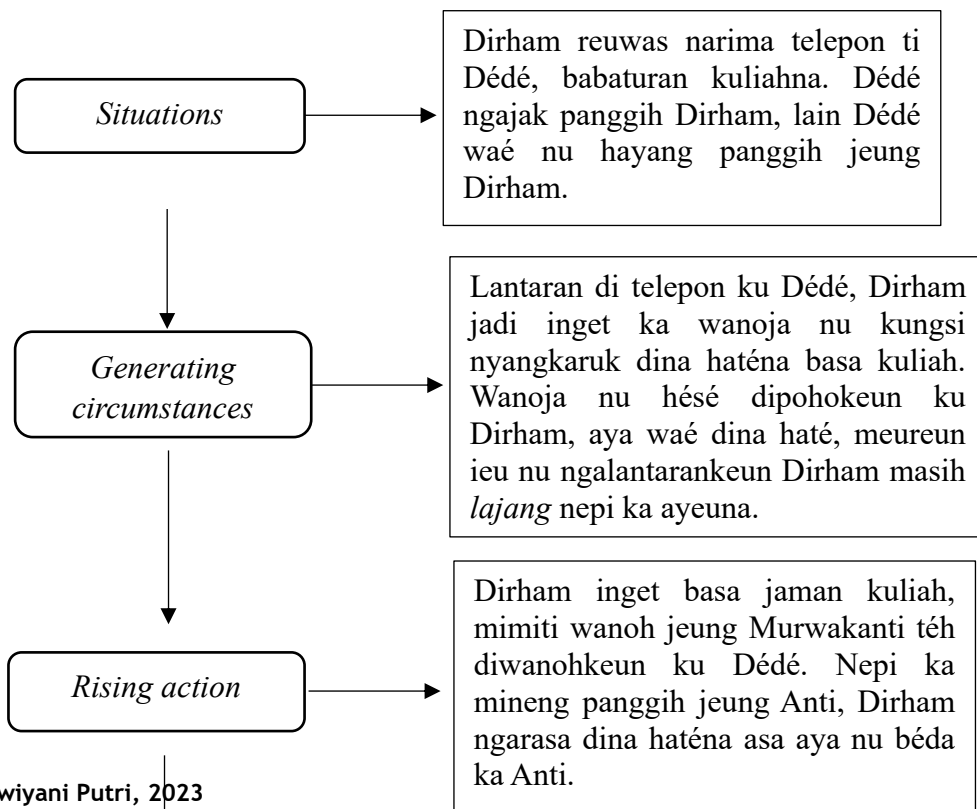 Situations
Dirham reuwas narima telepon ti
Dédé, babaturan kuliahna. Dédé
ngajak panggih Dirham, lain Dédé
waé nu hayang panggih jeung
Dirham.
Generating
circumstances
Lantaran di telepon ku Dédé, Dirham
jadi inget ka wanoja nu kungsi
nyangkaruk dina haténa basa kuliah.
Wanoja nu hésé dipohokeun ku
Dirham, aya waé dina haté, meureun
ieu nu ngalantarankeun Dirham masih
lajang nepi ka ayeuna.
Rising action
Dirham inget basa jaman kuliah,
mimiti wanoh jeung Murwakanti téh
diwanohkeun ku Dédé. Nepi ka
mineng panggih jeung Anti, Dirham
ngarasa dina haténa asa aya nu béda
ka Anti.
wiyani Putri, 2023